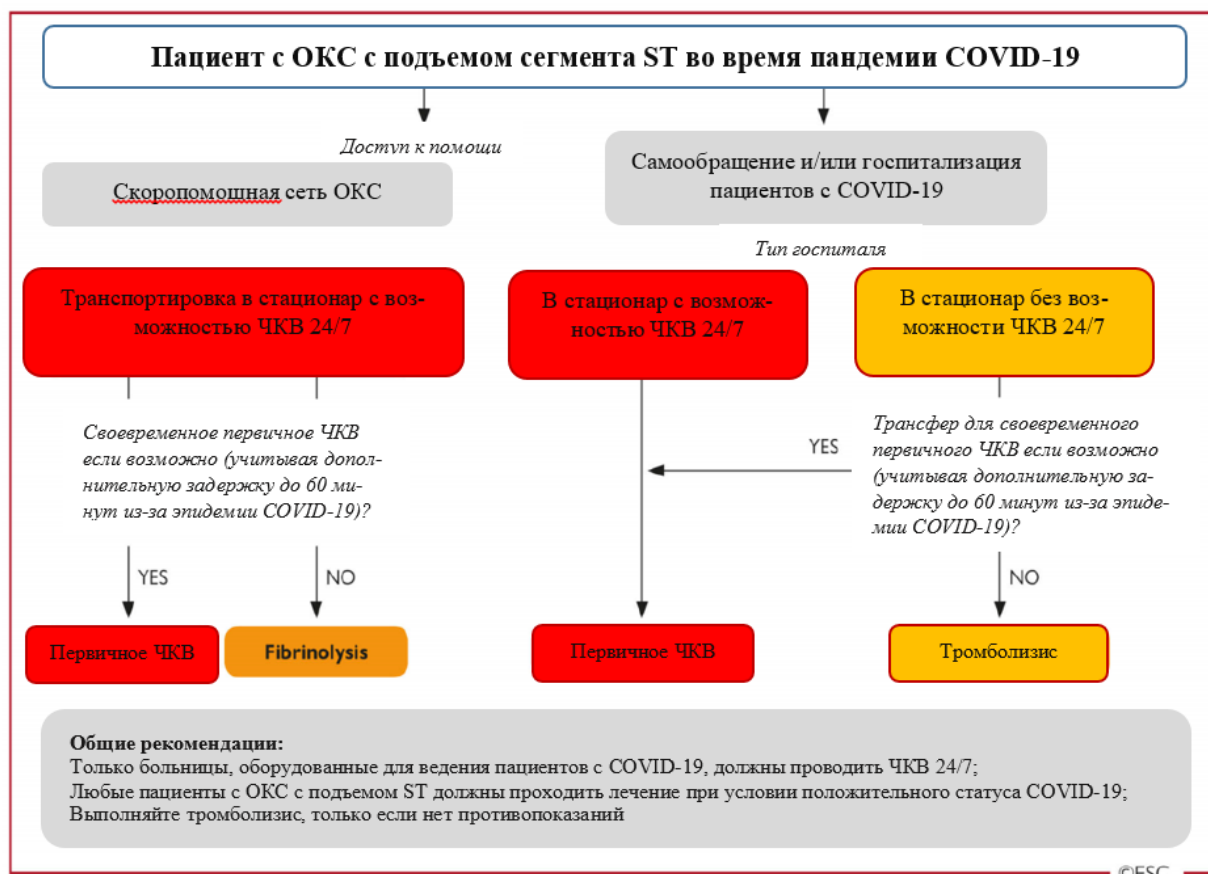 Пациент с ОКС с подъемом сегмента ST во время пандемии COVID-19
Доступ к помощи
Скоропомошная сеть ОКС
Самообращение и/или госпитализация
пациентов с COVID-19
Тип госпиталя
Транспортировка в стационар с воз-
можностью ЧКВ 24/7
В стационар с возмож-
ностью ЧКВ 24/7
В стационар без воз-
можности ЧКВ 24/7
Своевременное первичное ЧКВ
если возможно (учитывая допол-
нительную задержку до 60 ми-
нут из-за эпидемии COVID-19)?
YES
Трансфер для своевременного
первичного ЧКВ если возможно
(учитывая дополнительную за-
держку до 60 минут из-за эпиде-
мии COVID-19)?
YES
NO
NO
Первичное ЧКВ
Fibrinolysis
Первичное ЧКВ
Тромболизис
Общие рекомендации:
Только больницы, оборудованные для ведения пациентов с COVID-19, должны проводить ЧКВ 24/7;
Любые пациенты с ОКС с подъемом ST должны проходить лечение при условии положительного статуса COVID-19;
Выполняйте тромболизис, только если нет противопоказаний
©ESC